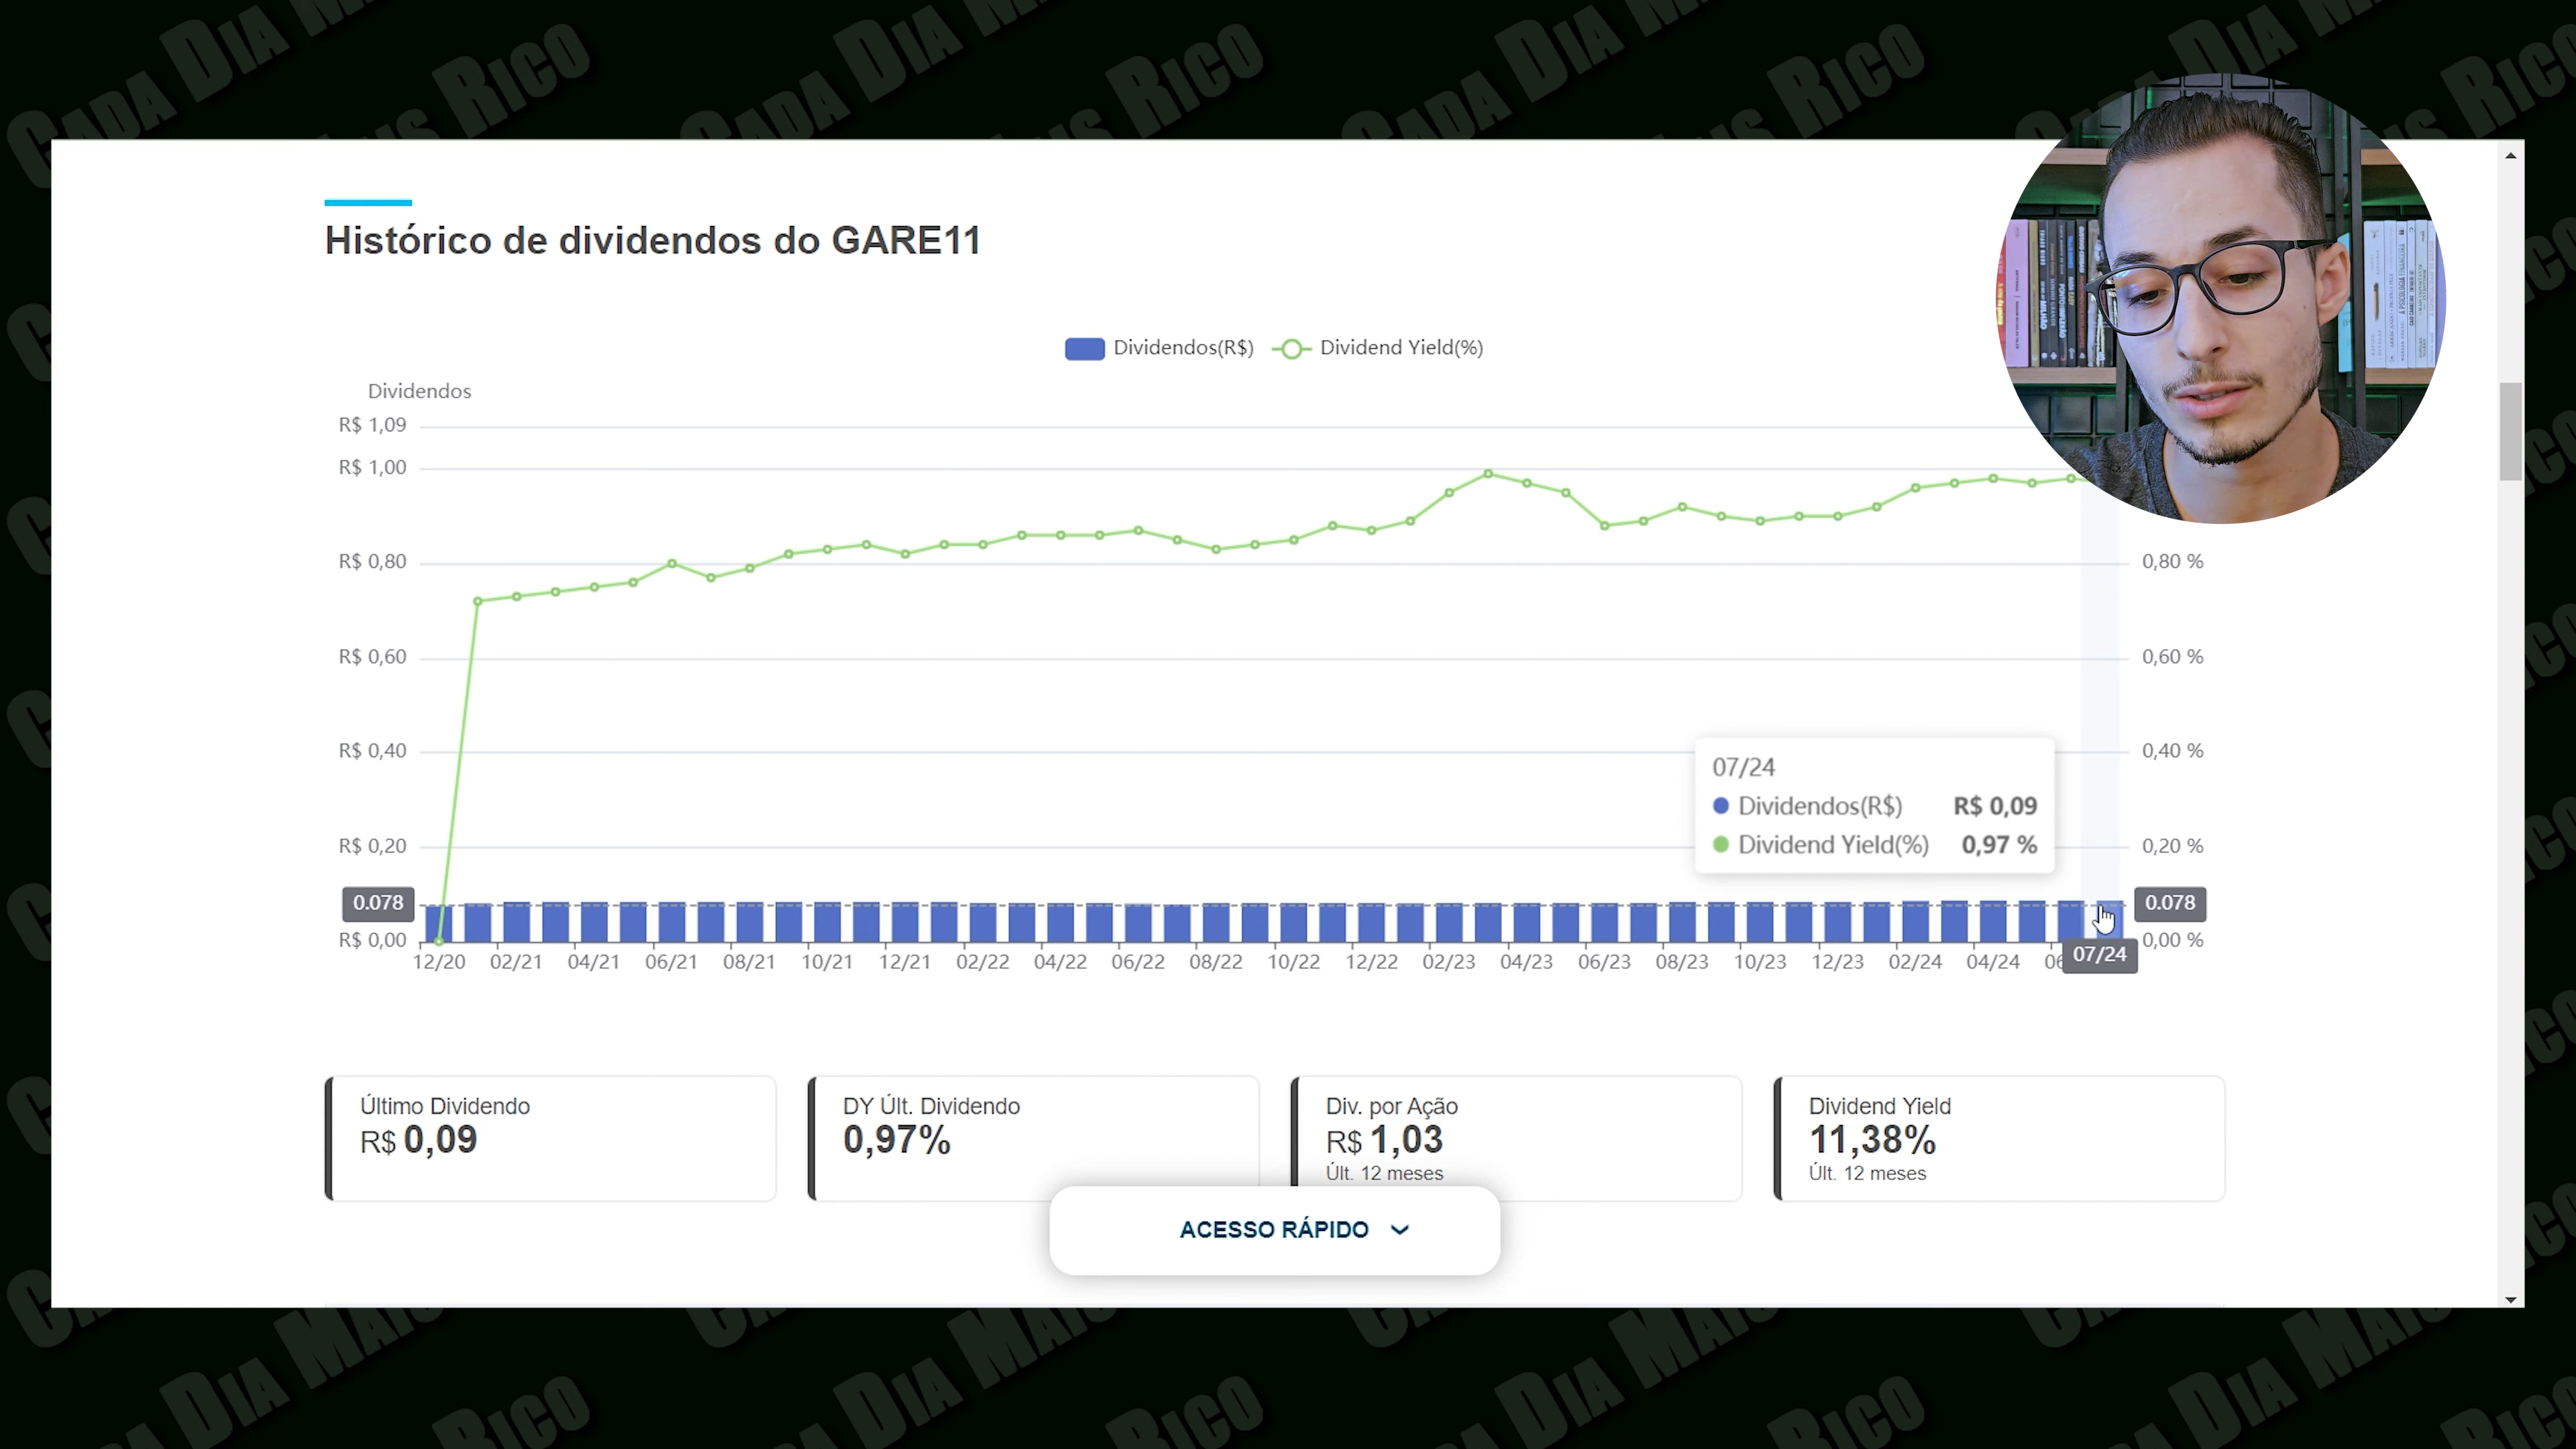 CADA DIA MAIS RICO
Histórico de dividendos do GARE11
Dividendos(R$) Dividend Yield(%)
Dividendos
R$ 1,09
R$ 1,00
R$ 0,80 0,80 %
R$ 0,60 0,60 %
R$ 0,40 0,40 %
07/24
Dividendos(R$) R$ 0,09
Dividend Yield(%) 0,97 %
R$ 0,20 0,20 %
0.078 0.078
R$ 0,00 0,00 %
12/20 02/21 04/21 06/21 08/21 10/21 12/21 02/22 04/22 06/22 08/22 10/22 12/22 02/23 04/23 06/23 08/23 10/23 12/23 02/24 04/24 07/24
Último Dividendo
R$ 0,09
DY Últ. Dividendo
0,97%
Div. por Ação
R$ 1,03
Últ. 12 meses
Dividend Yield
11,38%
Últ. 12 meses
ACESSO RÁPIDO